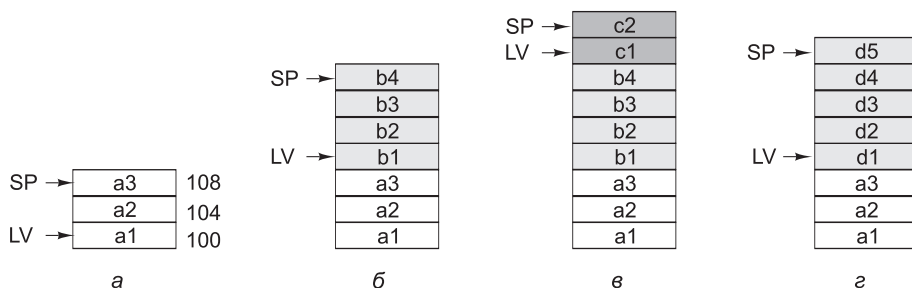 SP c2
LV c1
SP b4 b4 SP d5
b3 b3 d4
b2 b2 d3
d2
LV b1 b1 LV d1
SP a3 108 a3 a3 a3
a2 104 a2 a2 a2
LV a1 100 a1 a1 a1
а б в г